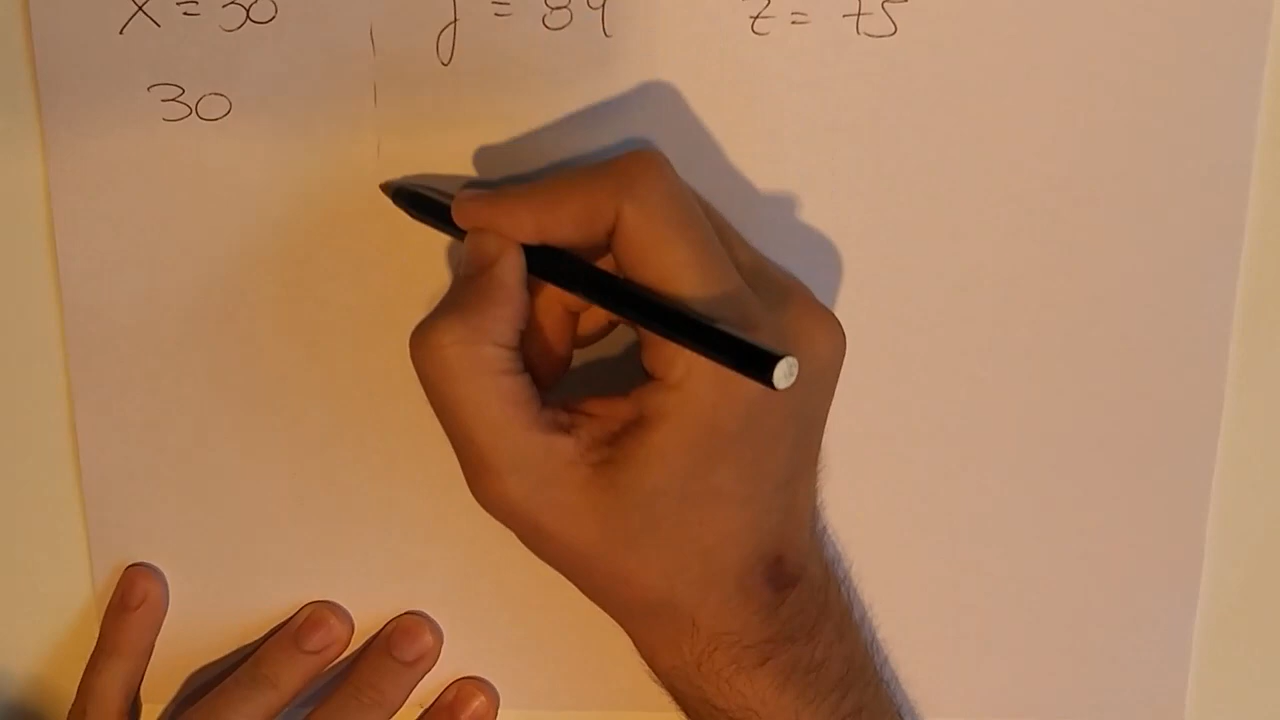 x = 30 y = 84 z = 75
30